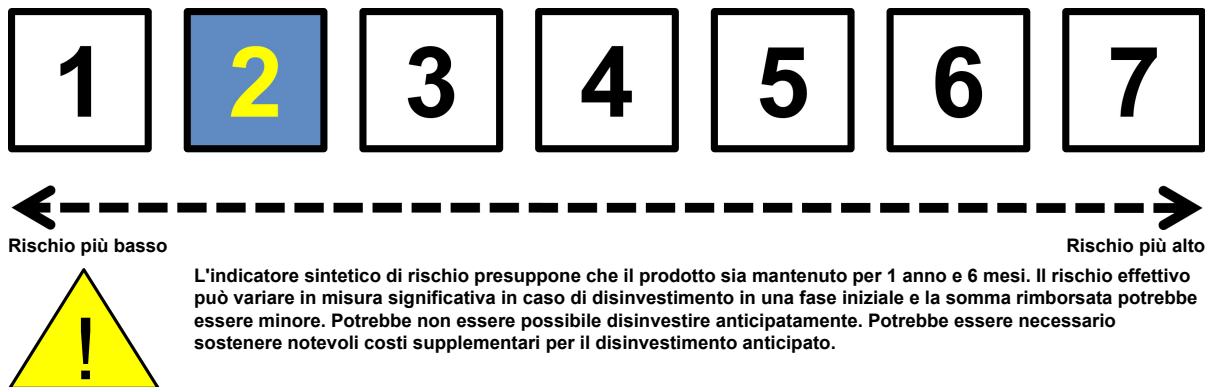 1 2 3 4 5 6 7
Rischio più basso Rischio più alto
L'indicatore sintetico di rischio presuppone che il prodotto sia mantenuto per 1 anno e 6 mesi. Il rischio effettivo
può variare in misura significativa in caso di disinvestimento in una fase iniziale e la somma rimborsata potrebbe
essere minore. Potrebbe non essere possibile disinvestire anticipatamente. Potrebbe essere necessario
sostenere notevoli costi supplementari per il disinvestimento anticipato.
!